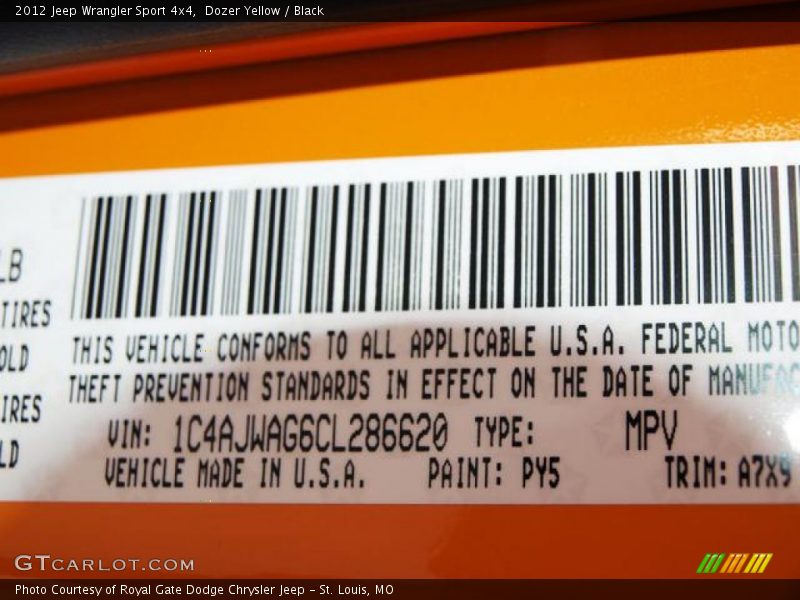 2012 Jeep Wrangler Sport 4x4, Dozer Yellow / Black
LB
TIRES
OLD
IRES
LD
THIS VEHICLE CONFORMS TO ALL APPLICABLE U.S.A. FEDERAL MOTO
THEFT PREVENTION STANDARDS IN EFFECT ON THE DATE OF MANUFAC
VIN: 1C4AJWAG6CL286620 TYPE: MPV
VEHICLE MADE IN U.S.A. PAINT: PY5 TRIM: A7X9
GTCARLOT.COM
Photo Courtesy of Royal Gate Dodge Chrysler Jeep - St. Louis, MO